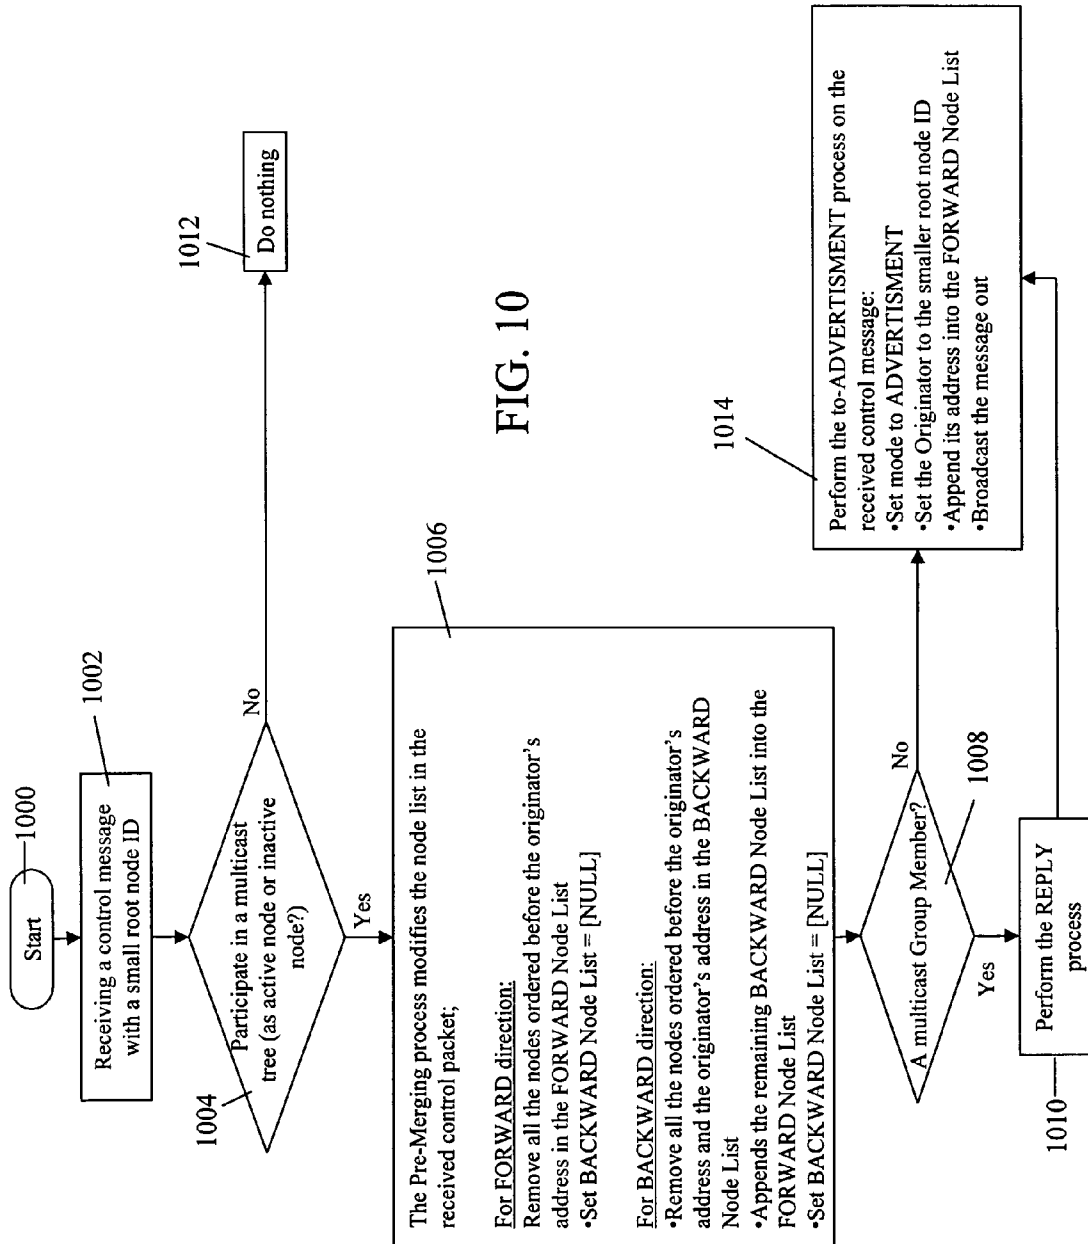 Start
1000
Receiving a control message
with a small root node ID
1002
Participate in a multicast
tree (as active node or inactive
node?)
1004
No
Do nothing
1012
Yes
The Pre-Merging process modifies the node list in the
received control packet;
For FORWARD direction:
Remove all the nodes ordered before the originator's
address in the FORWARD Node List
•Set BACKWARD Node List = [NULL]
For BACKWARD direction:
•Remove all the nodes ordered before the originator's
address and the originator's address in the BACKWARD
Node List
•Appends the remaining BACKWARD Node List into the
FORWARD Node List
•Set BACKWARD Node List = [NULL]
1006
A multicast Group Member?
1008
No
Yes
Perform the REPLY
process
1010
Perform the to-ADVERTISMENT process on the
received control message:
•Set mode to ADVERTISMENT
•Set the Originator to the smaller root node ID
•Append its address into the FORWARD Node List
•Broadcast the message out
1014
FIG. 10